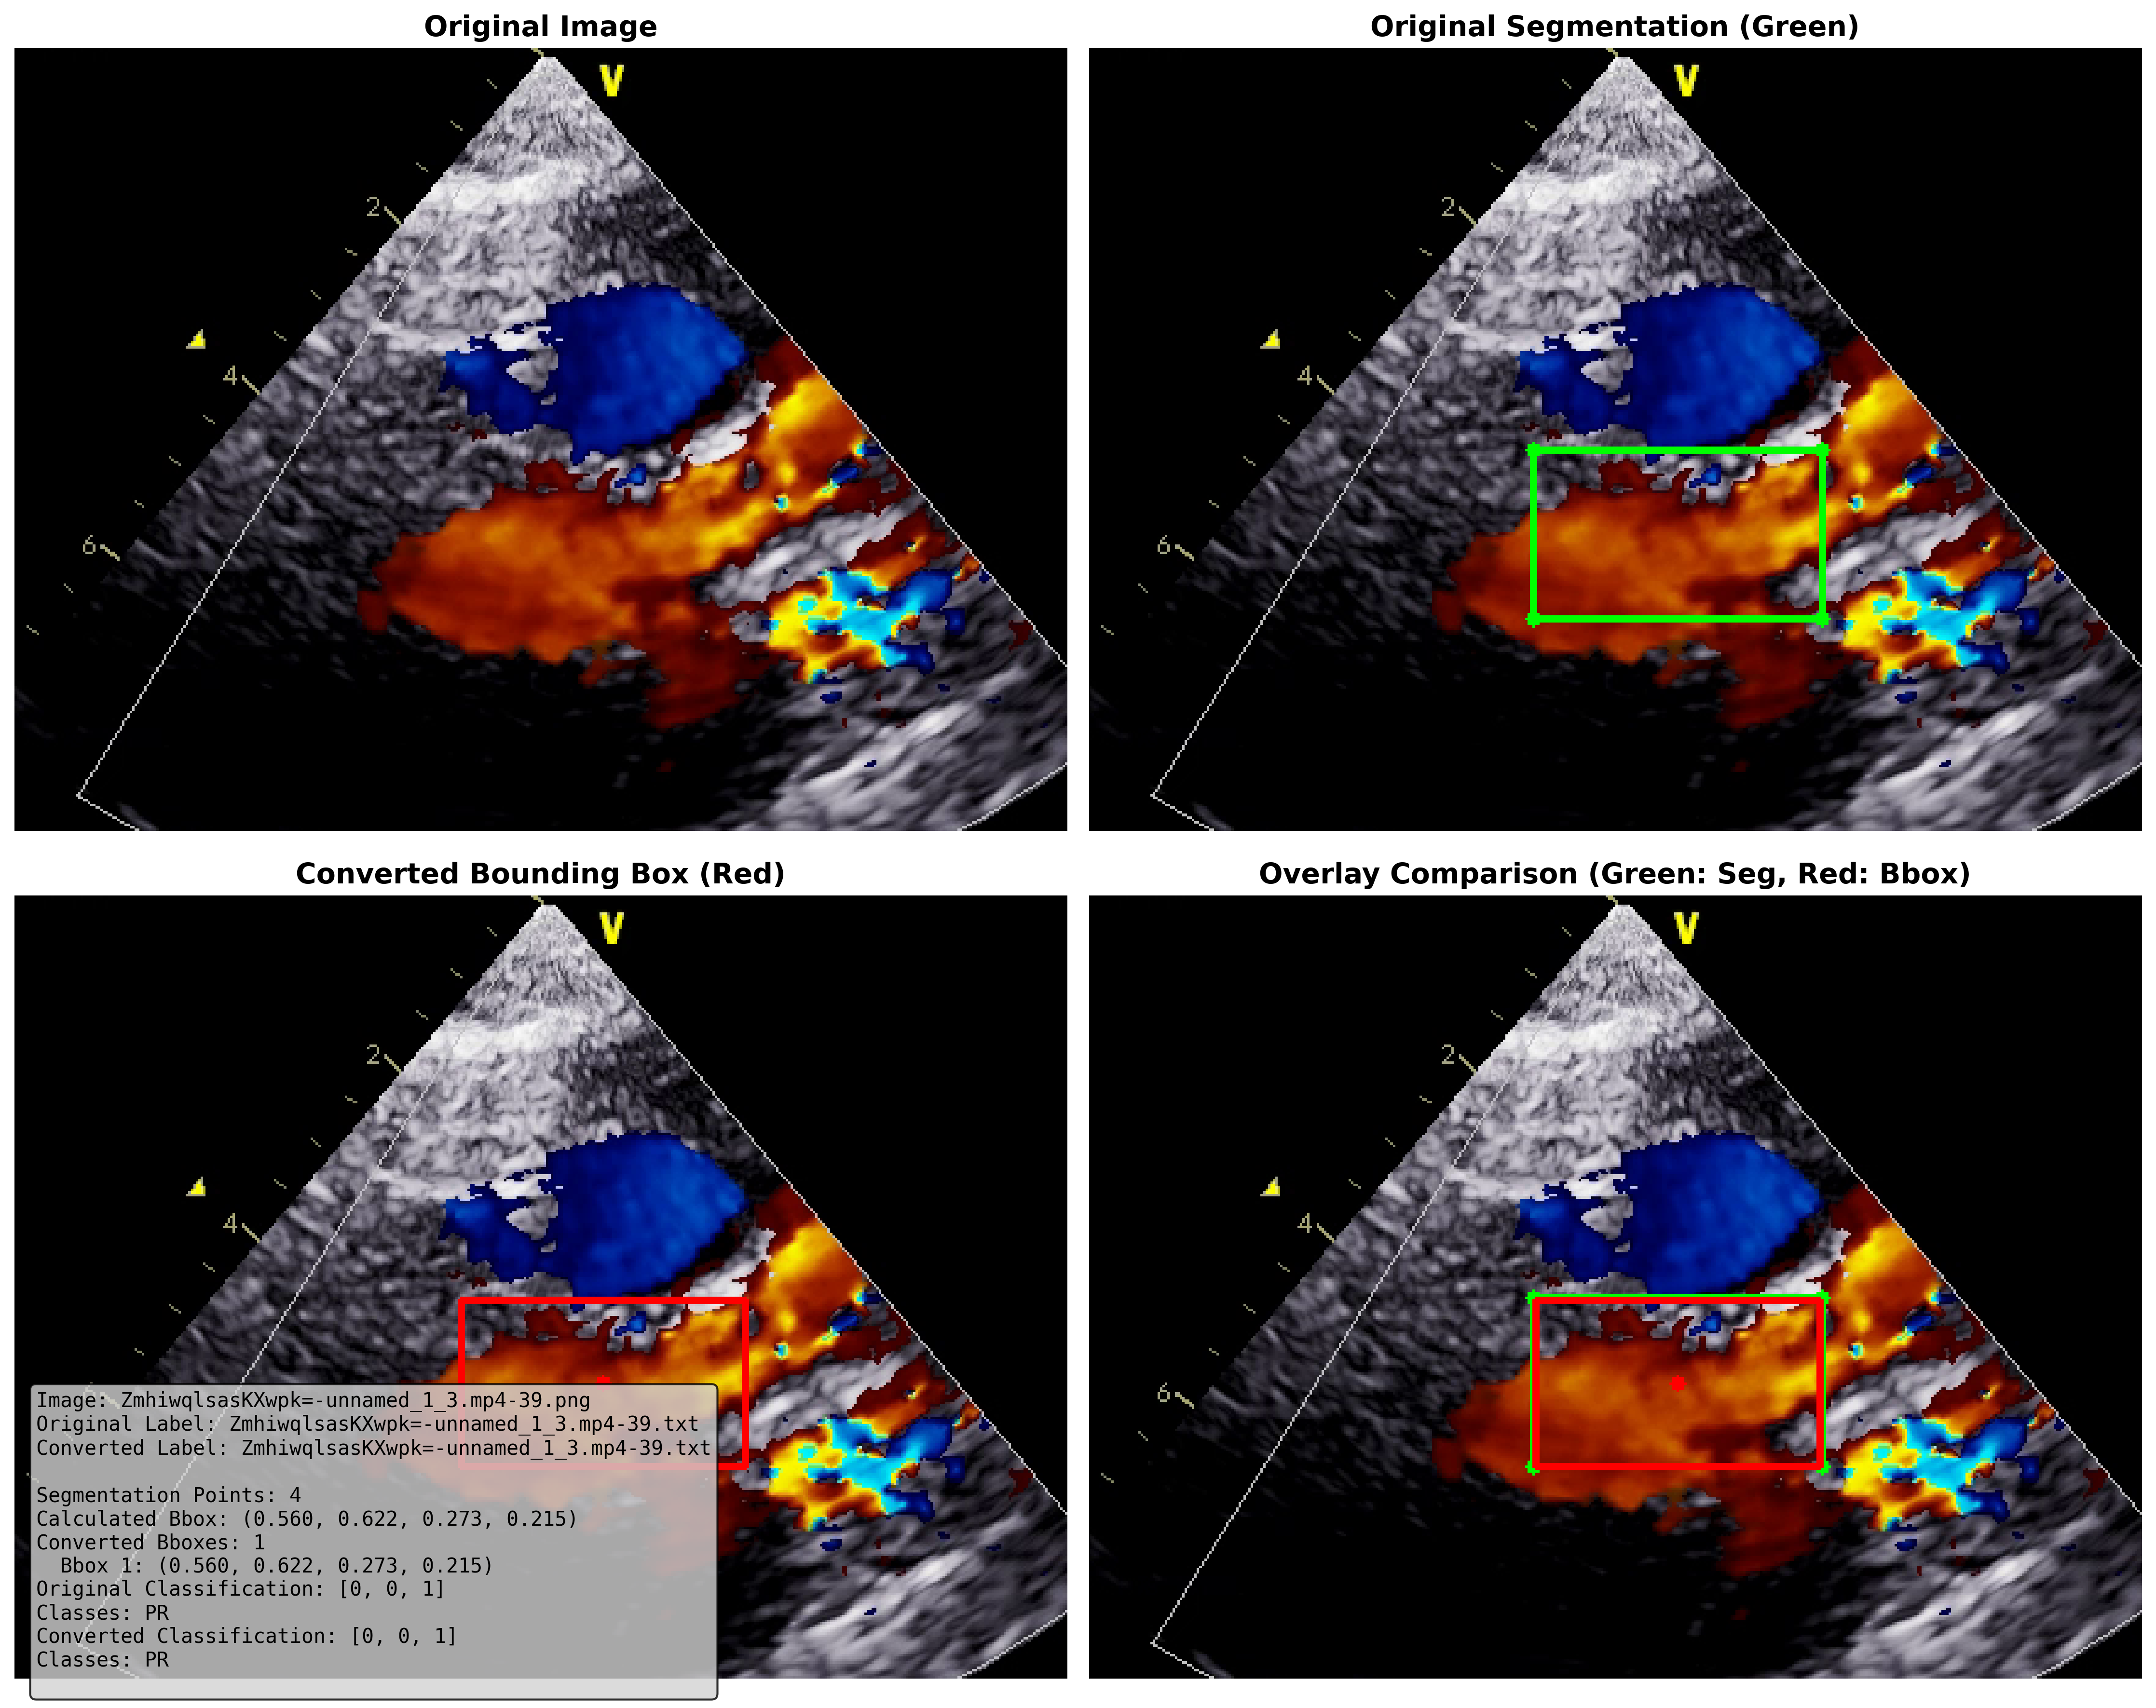 Original Image
Original Segmentation (Green)
V
2
4
6
V
2
4
6
Converted Bounding Box (Red)
Overlay Comparison (Green: Seg, Red: Bbox)
V
2
4
V
2
4
6
Image: ZmhiwqlsasKXwpk=-unnamed_1_3.mp4-39.png
Original Label: ZmhiwqlsasKXwpk=-unnamed_1_3.mp4-39.txt
Converted Label: ZmhiwqlsasKXwpk=-unnamed_1_3.mp4-39.txt
Segmentation Points: 4
Calculated Bbox: (0.560, 0.622, 0.273, 0.215)
Converted Bboxes: 1
Bbox 1: (0.560, 0.622, 0.273, 0.215)
Original Classification: [0, 0, 1]
Classes: PR
Converted Classification: [0, 0, 1]
Classes: PR